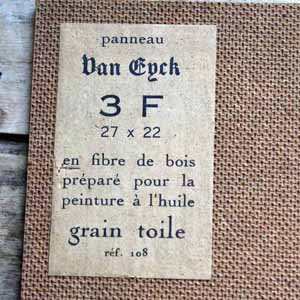 panneau
Van Eyck
3 F
27 x 22
en fibre de bois
préparé pour la
peinture à l'huile
grain toile
réf. 108